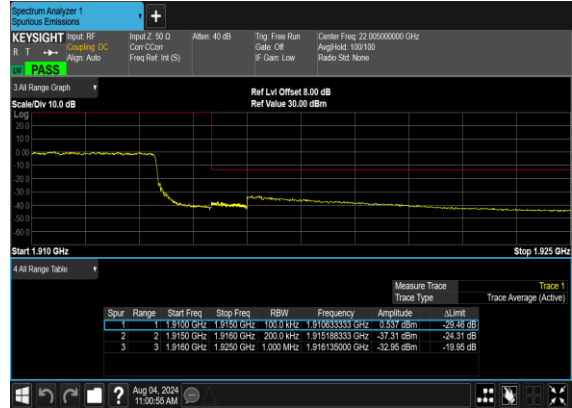 Spectrum Analyzer 1
Spurious Emissions
+
KEYSIGHT Input: RF Input Z: 50 Ω Atten: 40 dB Trig: Free Run Center Freq: 22.005000000 GHz
R T Coupling: DC Corr CCorr Gate: Off Avg|Hold: 100/100
Align: Auto Freq Ref: Int (S) IF Gain: Low Radio Std: None
PASS
3 All Range Graph
Ref Lvl Offset 8.00 dB
Scale/Div 10.0 dB Ref Value 30.00 dBm
Log
20.0
10.0
0.00
-10.0
-20.0
-30.0
-40.0
-50.0
-60.0
Start 1.910 GHz Stop 1.925 GHz
4 All Range Table
Measure Trace Trace 1
Trace Type Trace Average (Active)
Spur Range Start Freq Stop Freq RBW Frequency Amplitude ΔLimit
1 1 1.9100 GHz 1.9150 GHz 100.0 kHz 1.910633333 GHz 0.537 dBm -29.46 dB
2 2 1.9150 GHz 1.9160 GHz 200.0 kHz 1.915188333 GHz -37.31 dBm -24.31 dB
3 3 1.9160 GHz 1.9250 GHz 1.000 MHz 1.916135000 GHz -32.95 dBm -19.95 dB
? Aug 04, 2024
11:00:55 AM